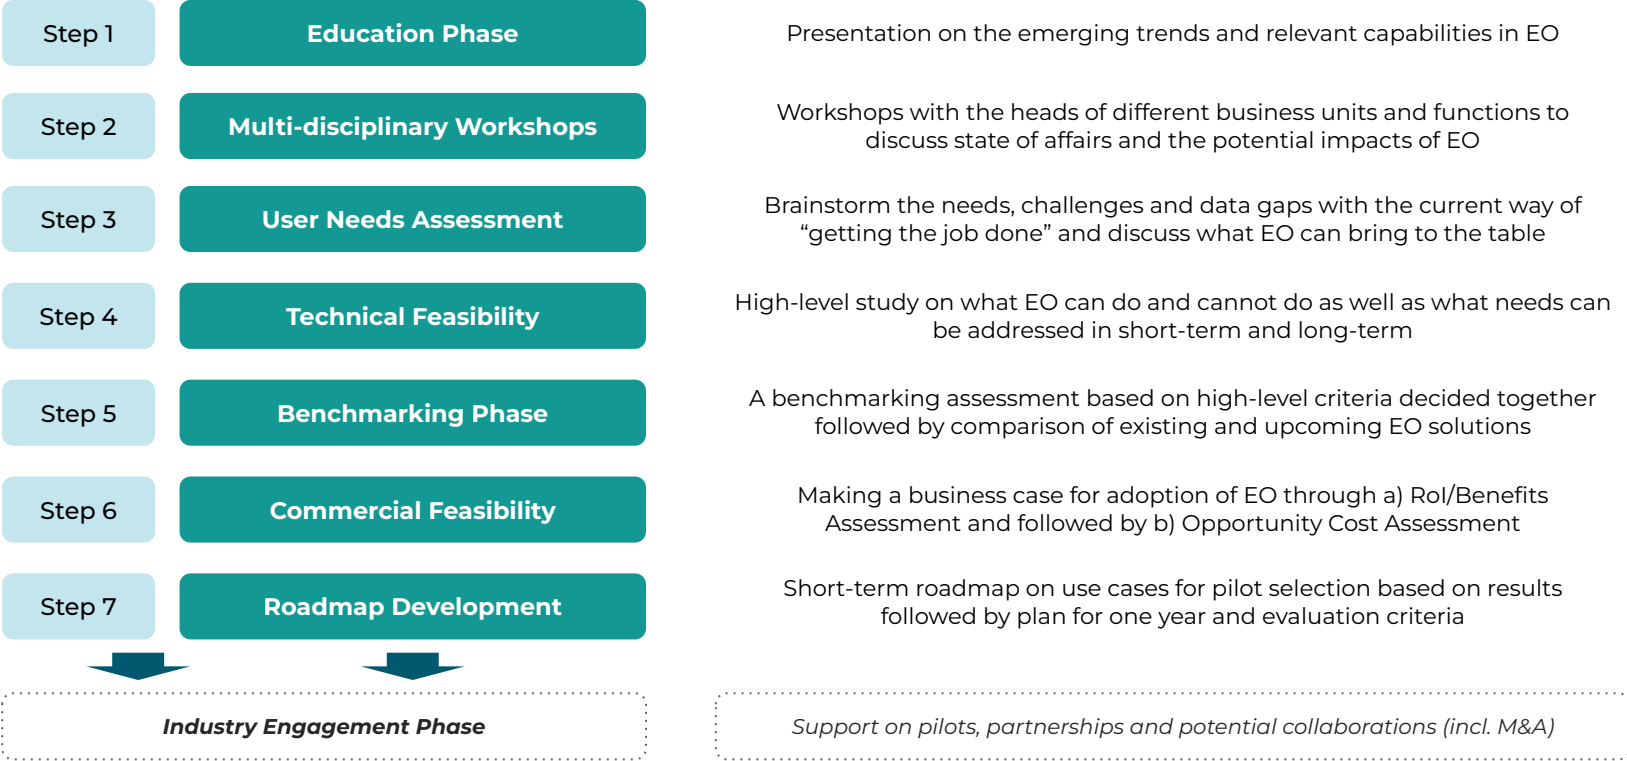 Step 1
Education Phase
Presentation on the emerging trends and relevant capabilities in EO
Step 2
Multi-disciplinary Workshops
Workshops with the heads of different business units and functions to
discuss state of affairs and the potential impacts of EO
Step 3
User Needs Assessment
Brainstorm the needs, challenges and data gaps with the current way of
“getting the job done” and discuss what EO can bring to the table
Step 4
Technical Feasibility
High-level study on what EO can do and cannot do as well as what needs can
be addressed in short-term and long-term
Step 5
Benchmarking Phase
A benchmarking assessment based on high-level criteria decided together
followed by comparison of existing and upcoming EO solutions
Step 6
Commercial Feasibility
Making a business case for adoption of EO through a) RoI/Benefits
Assessment and followed by b) Opportunity Cost Assessment
Step 7
Roadmap Development
Short-term roadmap on use cases for pilot selection based on results
followed by plan for one year and evaluation criteria
Industry Engagement Phase
Support on pilots, partnerships and potential collaborations (incl. M&A)